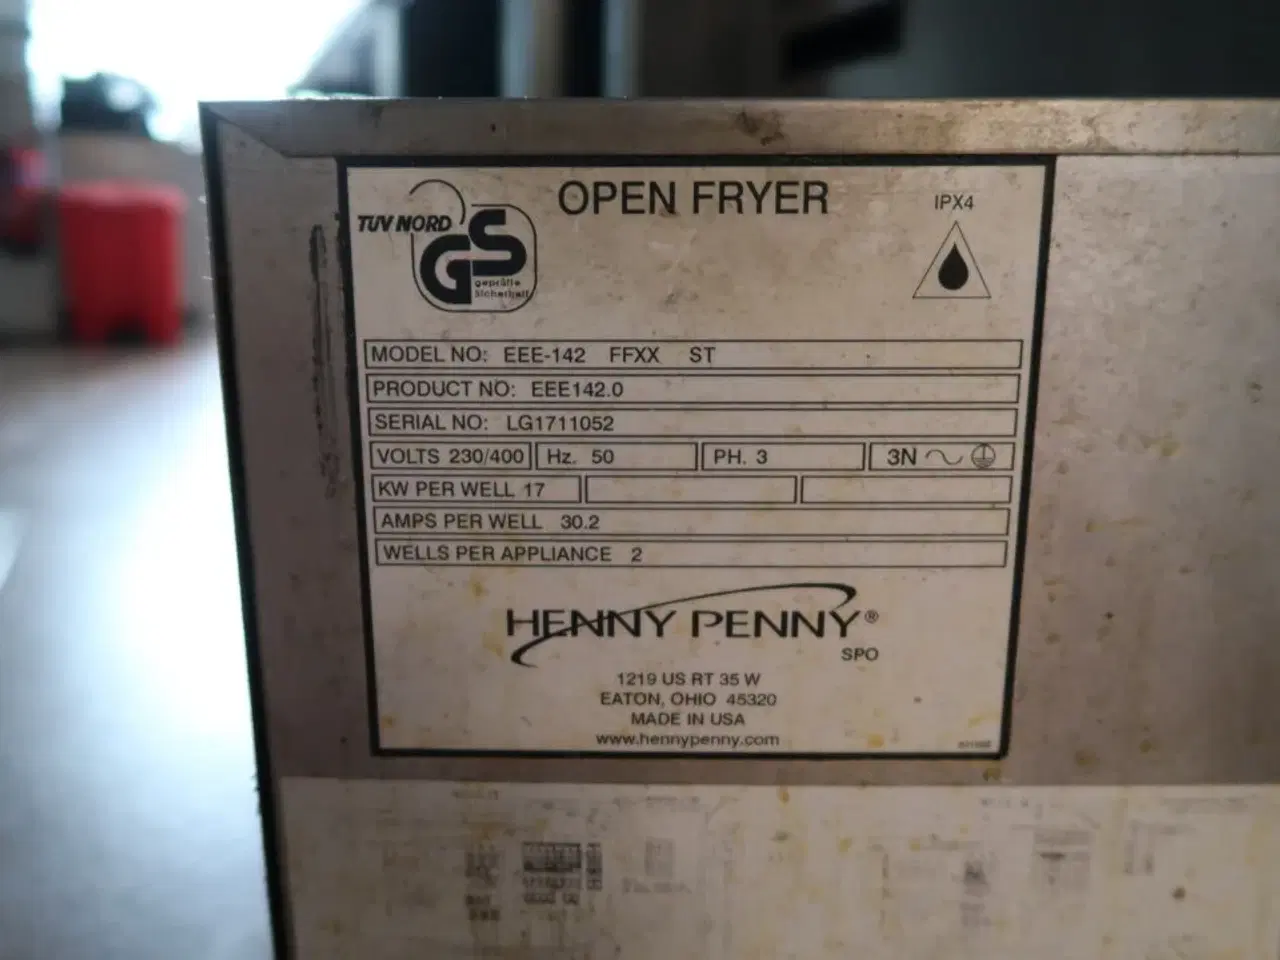 OPEN FRYER
TUV NORD
GS
geprüfte
Sicherheit
IPX4
MODEL NO: EEE-142 FFXX ST
PRODUCT NO: EEE142.0
SERIAL NO: LG1711052
VOLTS 230/400 Hz. 50 PH. 3 3N
KW PER WELL 17
AMPS PER WELL 30.2
WELLS PER APPLIANCE 2
HENNY PENNY®
SPO
1219 US RT 35 W
EATON, OHIO 45320
MADE IN USA
www.hennypenny.com